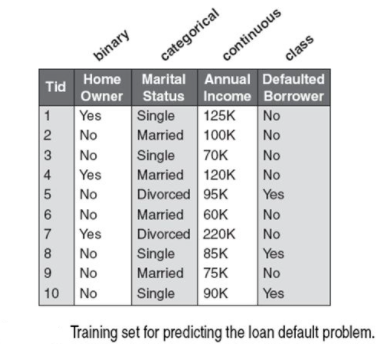 binary
categorical
continuous
class
Tid Home Owner Marital Status Annual Income Defaulted Borrower
1 Yes Single 125K No
2 No Married 100K No
3 No Single 70K No
4 Yes Married 120K No
5 No Divorced 95K Yes
6 No Married 60K No
7 Yes Divorced 220K No
8 No Single 85K Yes
9 No Married 75K No
10 No Single 90K Yes
Training set for predicting the loan default problem.